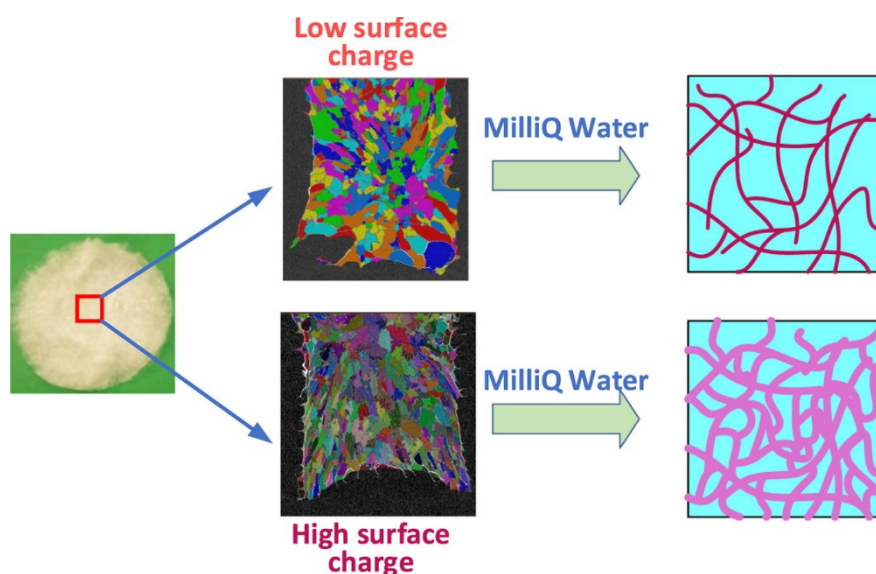 Low surface
charge
MilliQ Water
MilliQ Water
High surface
charge